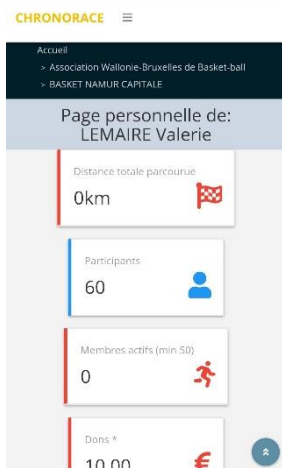 CHRONORACE
Accueil
> Association Wallonie-Bruxelles de Basket-ball
> BASKET NAMUR CAPITALE
Page personnelle de:
LEMAIRE Valerie
Distance totale parcourue
0km
Participants
60
Membres actifs (min 50)
0
Dons *
10.00